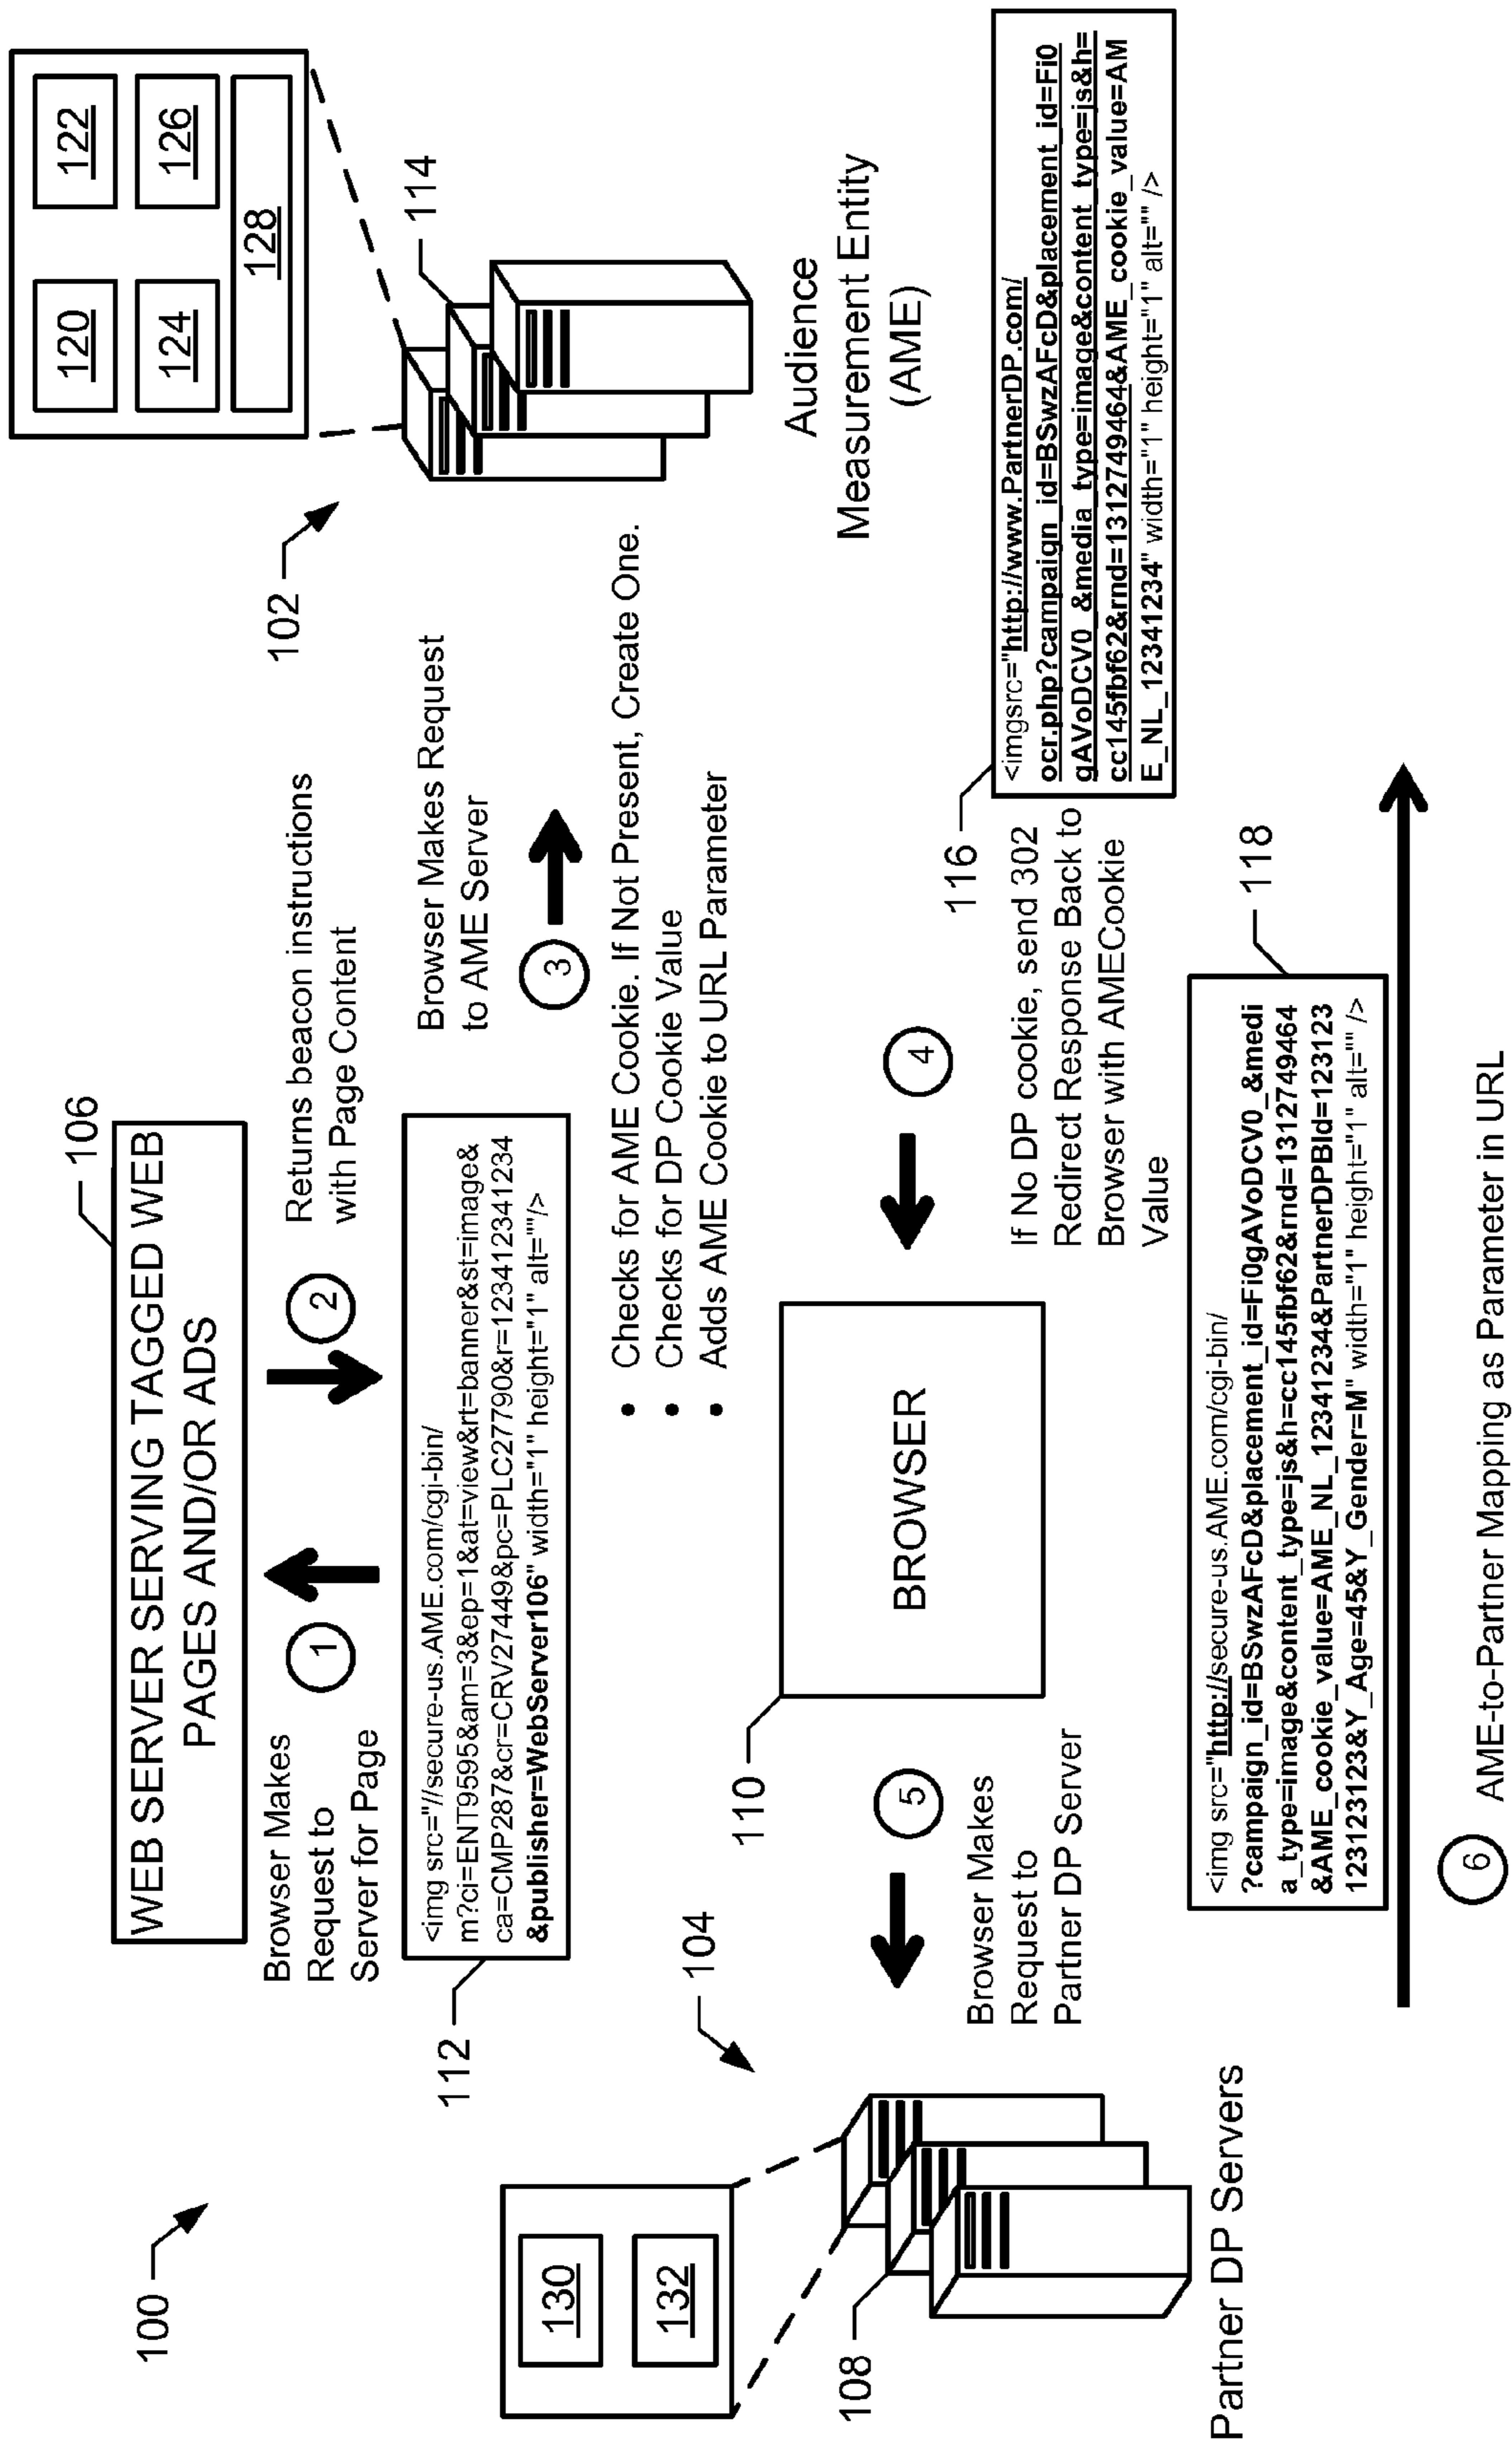 100
WEB SERVER SERVING TAGGED WEB
PAGES AND/OR ADS
106
Browser Makes
Request to
Server for Page
1
2
Returns beacon instructions
with Page Content
112
<img src="//secure-us.AME.com/cgi-bin/
m?ci=ENT9595&am=3&ep=1&at=view&rt=banner&st=image&
ca=CMP287&cr=CRV27449&pc=PLC27790&r=123412341234
&publisher=WebServer106" width="1" height="1" alt=""/>
Browser Makes Request
to AME Server
3
• Checks for AME Cookie. If Not Present, Create One.
• Checks for DP Cookie Value
• Adds AME Cookie to URL Parameter
102
120
122
124
126
128
114
Audience
Measurement Entity
(AME)
104
130
132
108
Partner DP Servers
5
Browser Makes
Request to
Partner DP Server
110
BROWSER
4
If No DP cookie, send 302
Redirect Response Back to
Browser with AMECookie
Value
116
<imgsrc="http://www.PartnerDP.com/
ocr.php?campaign_id=BSwzAFcD&placement_id=Fi0
gAVoDCV0_&media_type=image&content_type=js&h=
cc145fbf62&rnd=1312749464&AME_cookie_value=AM
E_NL_12341234" width="1" height="1" alt="" />
118
<img src="http://secure-us.AME.com/cgi-bin/
?campaign_id=BSwzAFcD&placement_id=Fi0gAVoDCV0_&medi
a_type=image&content_type=js&h=cc145fbf62&rnd=1312749464
&AME_cookie_value=AME_NL_12341234&PartnerDPBId=123123
123123123&Y_Age=45&Y_Gender=M" width="1" height="1" alt="" />
6
AME-to-Partner Mapping as Parameter in URL